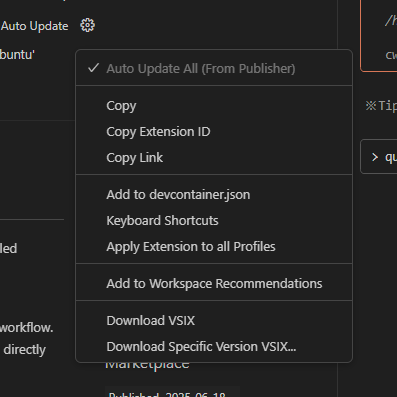 Auto Update
buntu'
Auto Update All (From Publisher)
Copy
Copy Extension ID
Copy Link
Add to devcontainer.json
Keyboard Shortcuts
Apply Extension to all Profiles
Add to Workspace Recommendations
Download VSIX
Download Specific Version VSIX...
led
workflow.
directly
Marketplace
Published 2025-06-18
/h
cw
※Tip
> qu